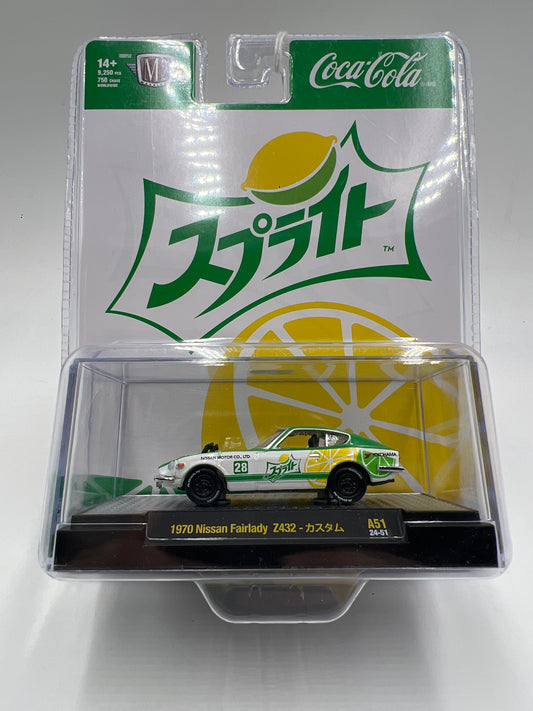 14+
9,250 PCS
750 CHASE
WORLDWIDE
M2
Coca-Cola
スプライト
TM
NISSAN MOTOR CO., LTD.
28
スプライト
YOKOHAMA
1970 Nissan Fairlady Z432 - カスタム
A51
24-51